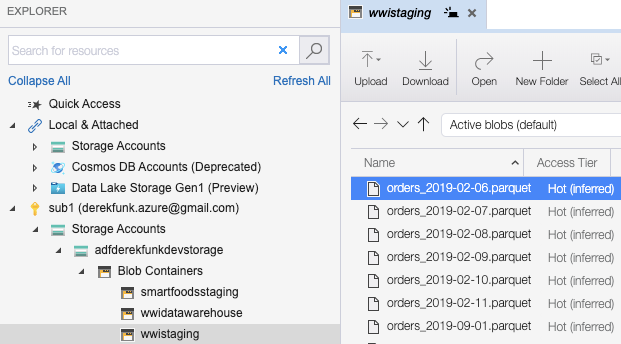 EXPLORER
Search for resources
Collapse All
Refresh All
Quick Access
Local & Attached
Storage Accounts
Cosmos DB Accounts (Deprecated)
Data Lake Storage Gen1 (Preview)
sub1 (derekfunk.azure@gmail.com)
Storage Accounts
adfderekfunkdevstorage
Blob Containers
smartfoodsstaging
wwidatawarehouse
wwistaging
wwistaging
Upload
Download
Open
New Folder
Select All
Active blobs (default)
Name
Access Tier
orders_2019-02-06.parquet Hot (inferred)
orders_2019-02-07.parquet Hot (inferred)
orders_2019-02-08.parquet Hot (inferred)
orders_2019-02-09.parquet Hot (inferred)
orders_2019-02-10.parquet Hot (inferred)
orders_2019-02-11.parquet Hot (inferred)
orders_2019-09-01.parquet Hot (inferred)